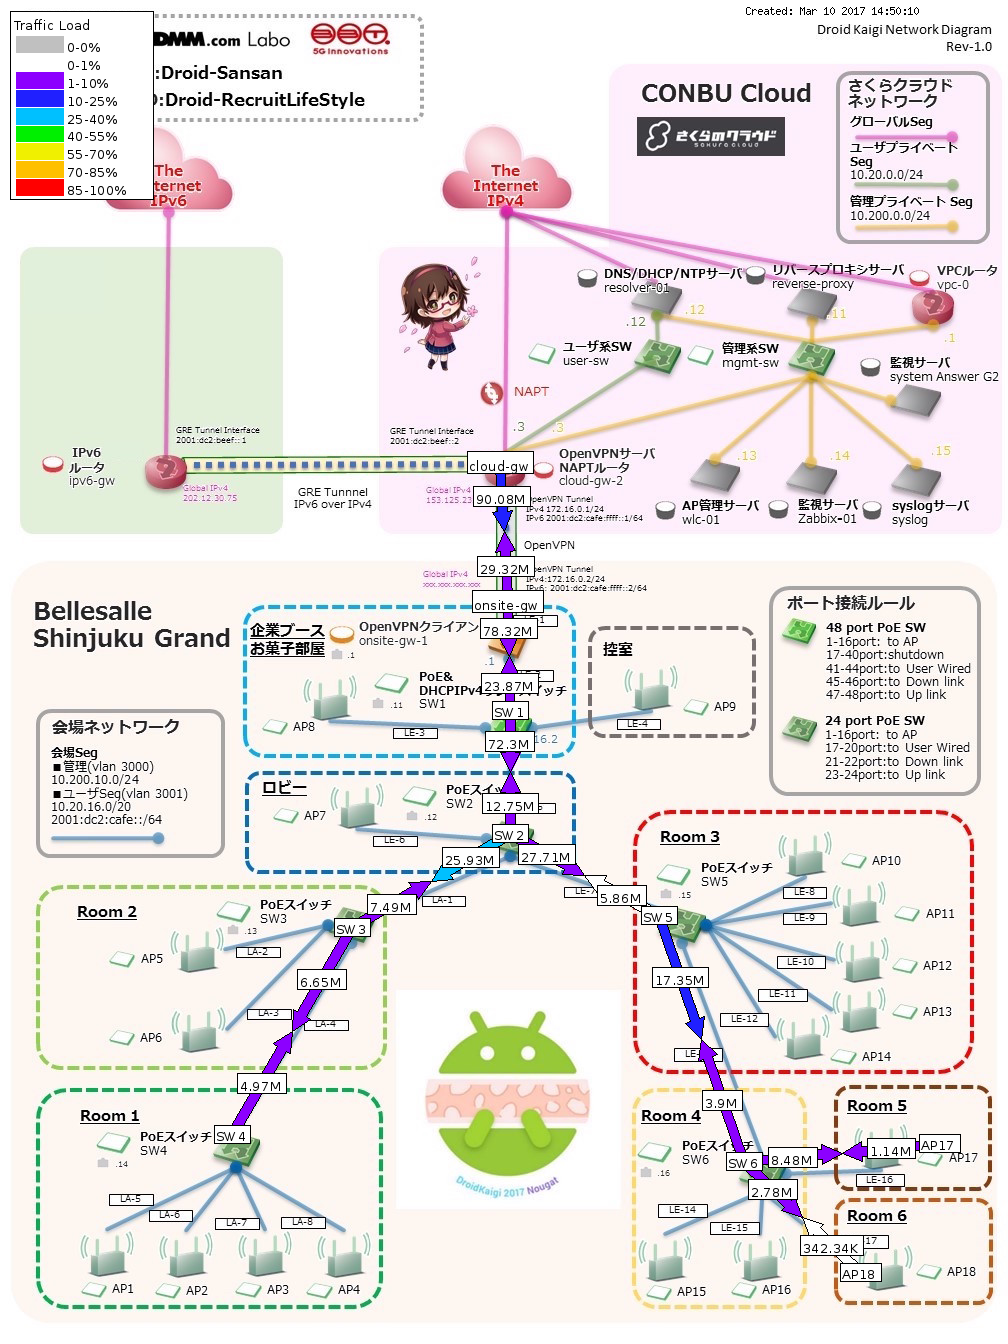 Created: Mar 10 2017 14:50:10
Droid Kaigi Network Diagram
Rev-1.0
Traffic Load
0-0%
0-1%
1-10%
10-25%
25-40%
40-55%
55-70%
70-85%
85-100%
DMM.com Labo
5G innovations
:Droid-Sansan
:Droid-RecruitLifeStyle
CONBU Cloud
さくらのクラウド
さくらクラウド
ネットワーク
グローバルSeg
ユーザプライベート
Seg
10.20.0.0/24
管理プライベート Seg
10.200.0.0/24
The
Internet
IPv6
The
Internet
IPv4
DNS/DHCP/NTPサーバ
resolver-01
リバースプロキシサーバ
reverse-proxy
VPCルータ
vpc-0
.12
.12
.11
.1
ユーザ系SW
user-sw
管理系SW
mgmt-sw
監視サーバ
system Answer G2
NAPT
.3
.3
.13
.14
.15
AP管理サーバ
wlc-01
監視サーバ
Zabbix-01
syslogサーバ
syslog
IPv6
ルータ
ipv6-gw
GRE Tunnel Interface
2001:dc2:beef::1
GRE Tunnel Interface
2001:dc2:beef::2
Global IPv4
202.12.30.75
GRE Tunnnel
IPv6 over IPv4
cloud-gw
OpenVPNサーバ
NAPTルータ
cloud-gw-2
Global IPv4
153.125.23
90.08M
OpenVPN Tunnel
IPv4 172.16.0.1/24
IPv6 2001:dc2:cafe:ffff::1/64
OpenVPN
29.32M
OpenVPN Tunnel
IPv4:172.16.0.2/24
IPv6: 2001:dc2:cafe:ffff::2/64
Global IPv4
xxx.xxx.xxx.xxx
onsite-gw
Bellesalle
Shinjuku Grand
企業ブース
お菓子部屋
OpenVPNクライアン
onsite-gw-1
.1
78.32M
.1
23.87M
PoE&
DHCPIPv4
スイッチ
SW1
.11
SW1
72.3M
16.2
AP8
LE-3
控室
LE-4
AP9
ポート接続ルール
48 port PoE SW
1-16port: to AP
17-40port:shutdown
41-44port:to User Wired
45-46port:to Down link
47-48port:to Up link
24 port PoE SW
1-16port: to AP
17-20port:to User Wired
21-22port:to Down link
23-24port:to Up link
会場ネットワーク
会場Seg
■管理(vlan 3000)
10.200.10.0/24
■ユーザSeq(vlan 3001)
10.20.16.0/20
2001:dc2:cafe::/64
ロビー
AP7
LE-6
PoEスイッ
SW2
.12
12.75M
SW2
25.93M
27.71M
LA-1
7.49M
5.86M
Room 2
PoEスイッチ
SW3
.13
SW3
AP5
LA-2
6.65M
AP6
LA-3
LA-4
4.97M
Room 1
PoEスイッチ
SW4
.14
SW4
LA-5
LA-6
LA-7
LA-8
AP1
AP2
AP3
AP4
DroidKaigi 2017 Nougat
Room 3
PoEスイッチ
SW5
.15
SW5
LE-8
AP10
LE-9
AP11
LE-10
AP12
LE-11
AP13
LE-12
AP14
17.35M
3.9M
Room 4
PoEスイッチ
SW6
.16
SW6
8.48M
2.78M
LE-14
LE-15
AP15
AP16
Room 5
1.14M
AP17
AP17
LE-16
Room 6
342.34K
17
AP18
AP18